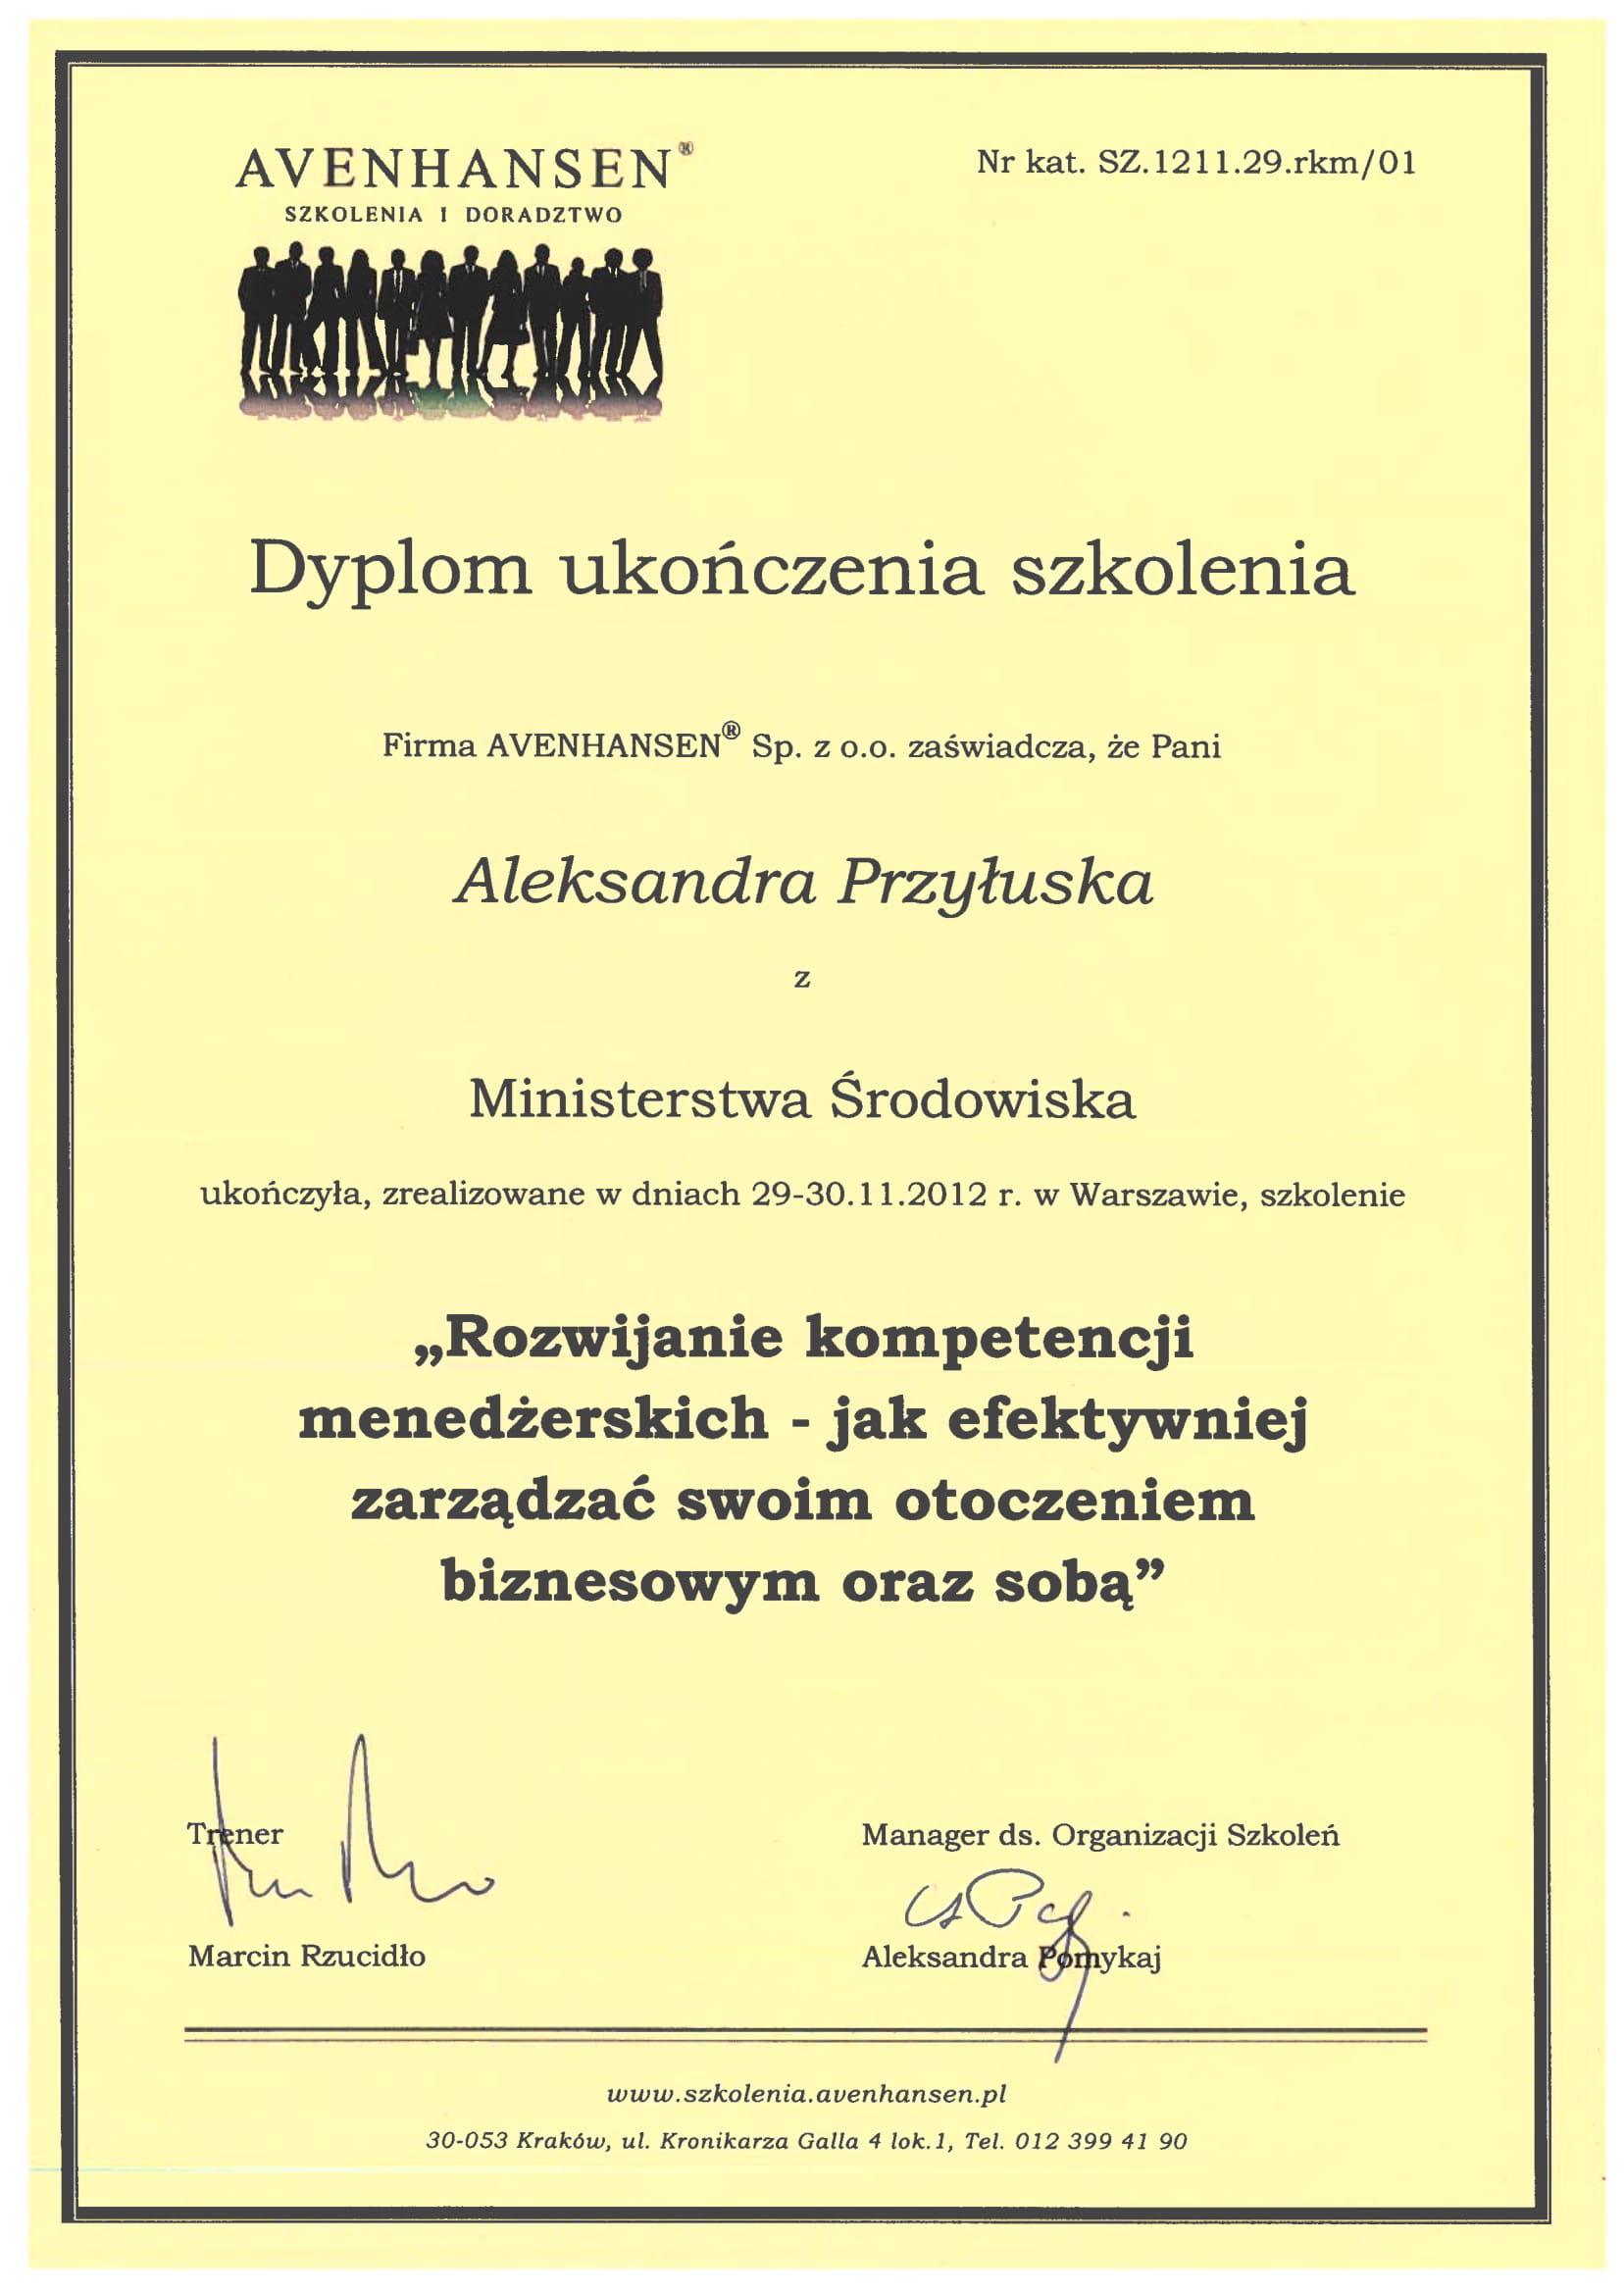 AVENHANSEN®
SZKOLENIA I DORADZTWO
Nr kat. SZ.1211.29.rkm/01
Dyplom ukończenia szkolenia
Firma AVENHANSEN® Sp. z o.o. zaświadcza, że Pani
Aleksandra Przyłuska
z
Ministerstwa Środowiska
ukończyła, zrealizowane w dniach 29-30.11.2012 r. w Warszawie, szkolenie
„Rozwijanie kompetencji
menedżerskich - jak efektywniej
zarządzać swoim otoczeniem
biznesowym oraz sobą”
Trener
Manager ds. Organizacji Szkoleń
Marcin Rzucidło
Aleksandra Pomykaj
www.szkolenia.avenhansen.pl
30-053 Kraków, ul. Kronikarza Galla 4 lok.1, Tel. 012 399 41 90